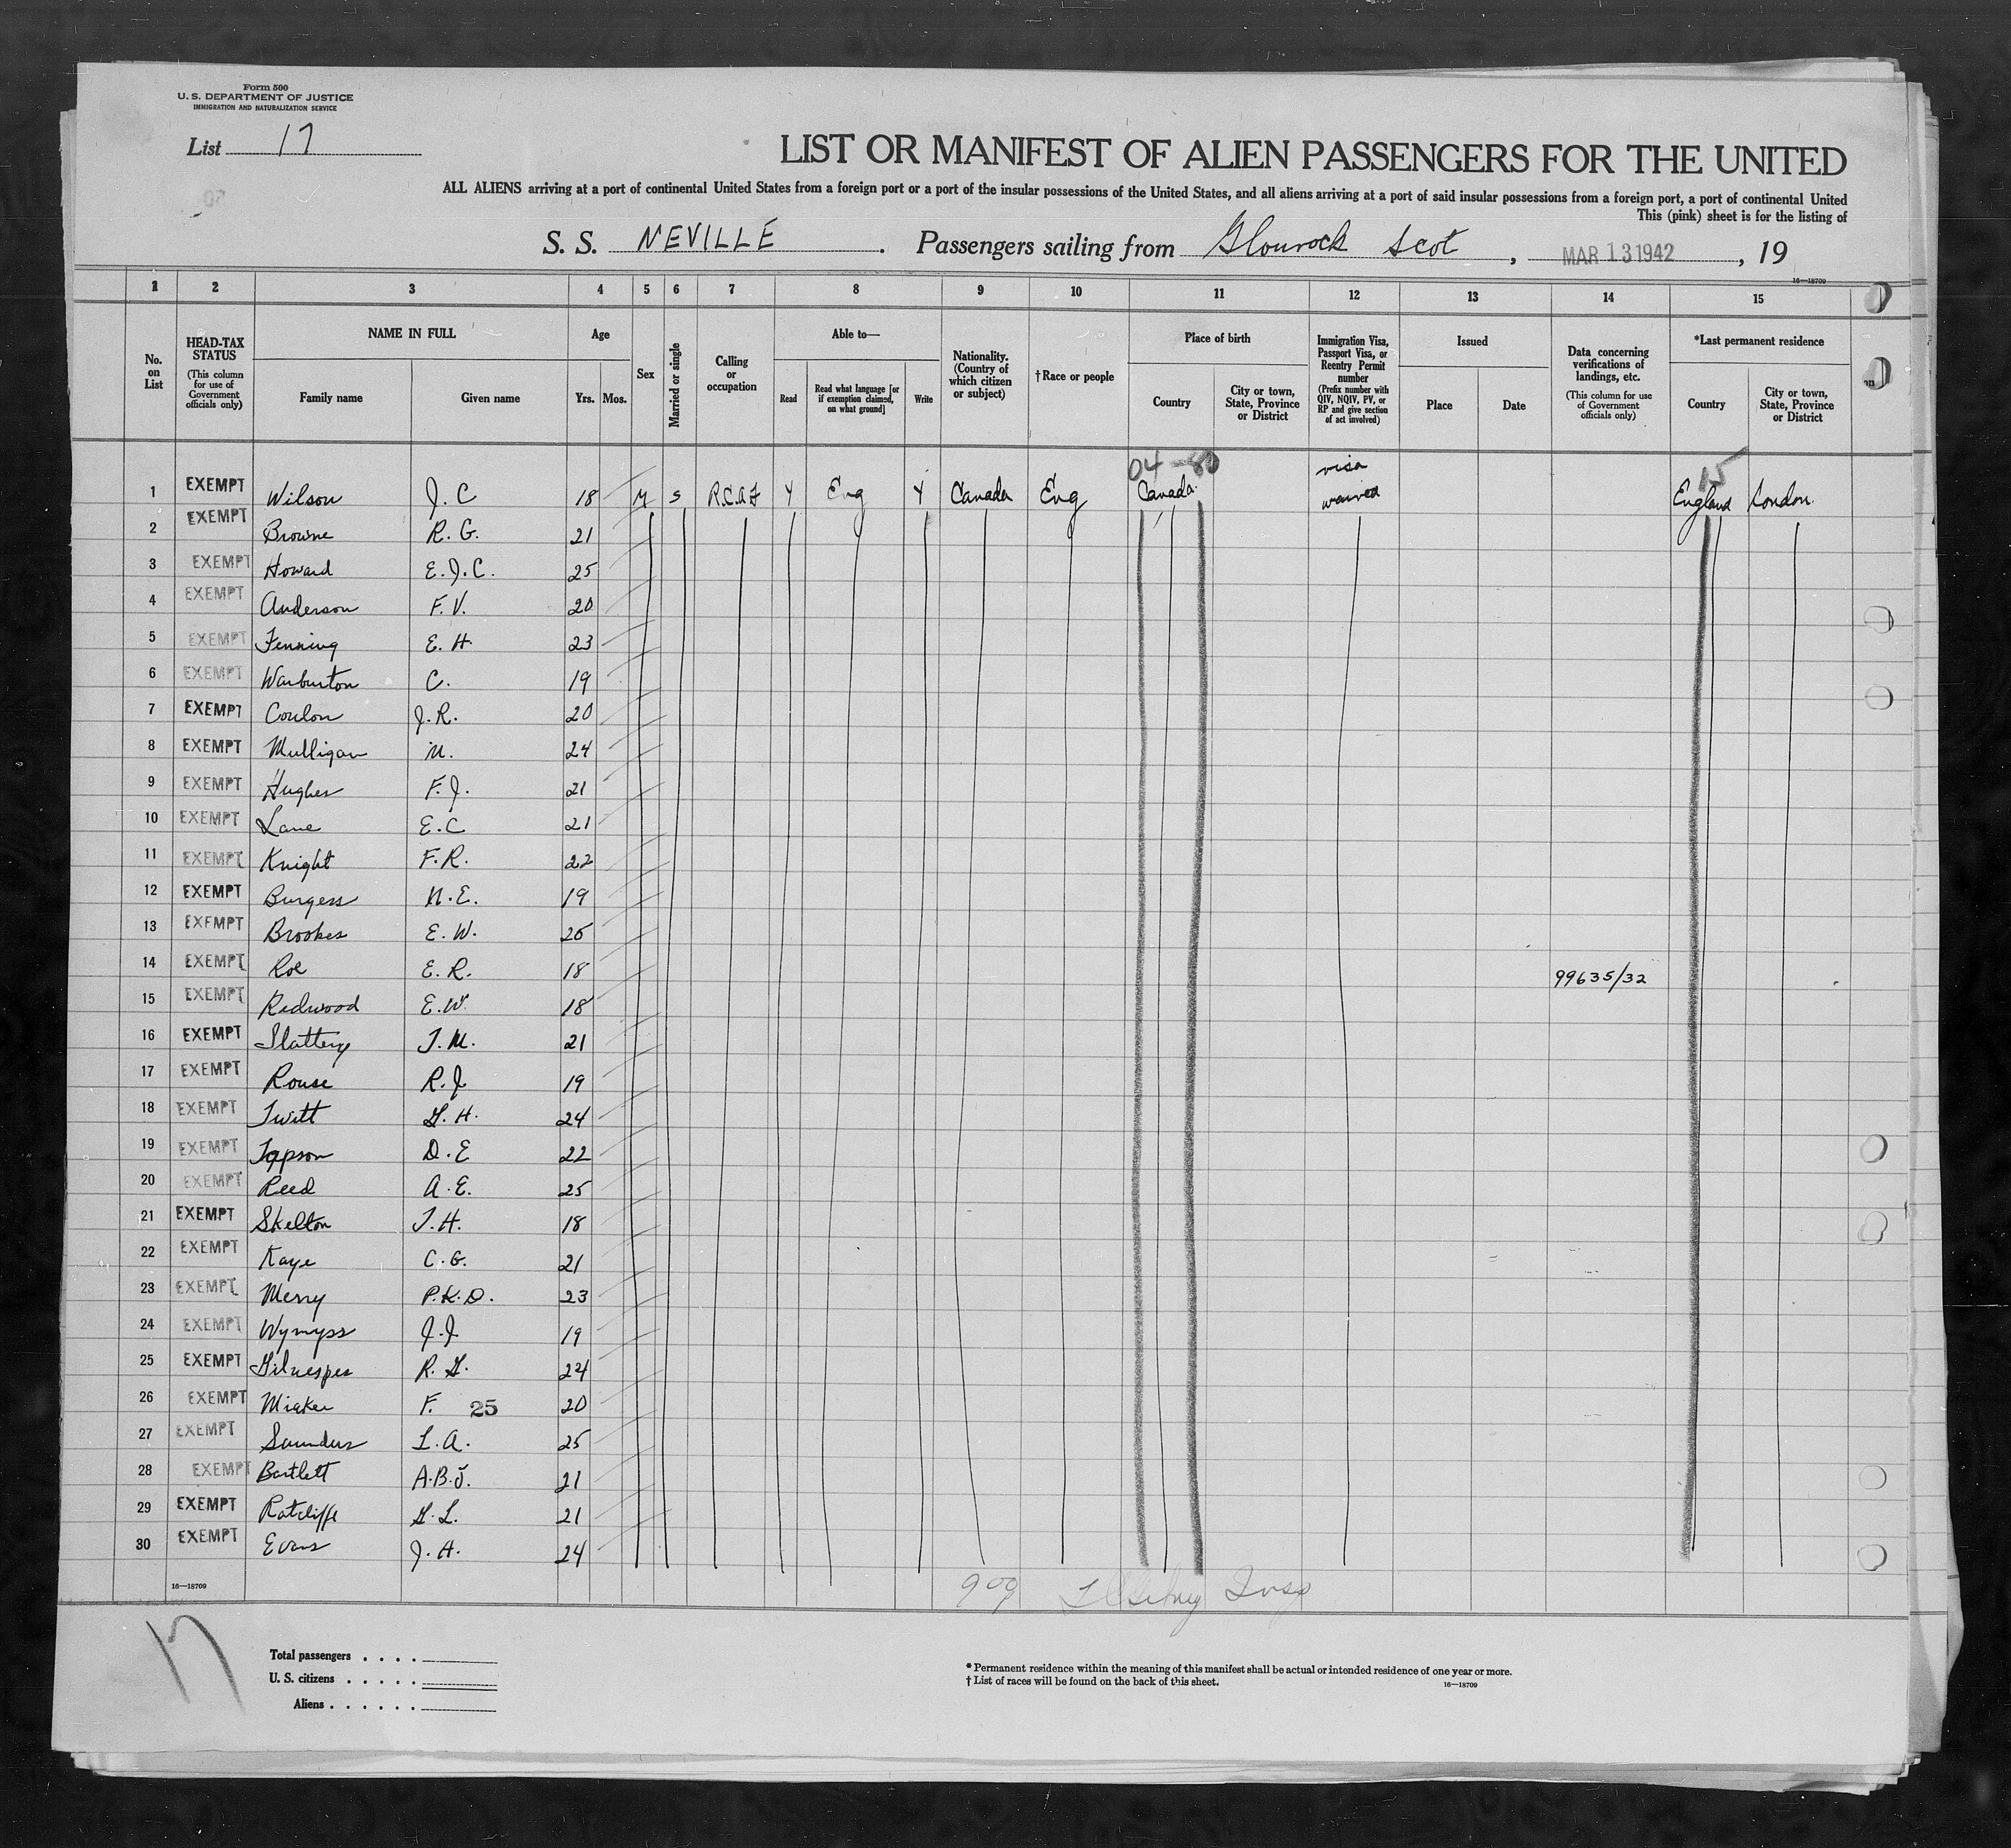 Form 500
U. S. DEPARTMENT OF JUSTICE
IMMIGRATION AND NATURALIZATION SERVICE
List 17
LIST OR MANIFEST OF ALIEN PASSENGERS FOR THE UNITED
ALL ALIENS arriving at a port of continental United States from a foreign port or a port of the insular possessions of the United States, and all aliens arriving at a port of said insular possessions from a foreign port, a port of continental United
This (pink) sheet is for the listing of
S. S. NEVILLE . Passengers sailing from Glourock Scot , MAR 13 1942 , 19
16—18709
1 2 3 4 5 6 7 8 9 10 11 12 13 14 15
No. on List
HEAD-TAX STATUS (This column for use of Government officials only)
NAME IN FULL
Family name
Given name
Age
Yrs. Mos.
Sex
Married or single
Calling or occupation
Able to—
Read
Read what language [or if exemption claimed, on what ground]
Write
Nationality. (Country of which citizen or subject)
†Race or people
Place of birth
Country
City or town, State, Province or District
Immigration Visa, Passport Visa, or Reentry Permit number (Prefix number with QIV, NQIV, PV, or RP and give section of act involved)
Issued
Place
Date
Data concerning verifications of landings, etc. (This column for use of Government officials only)
*Last permanent residence
Country
City or town, State, Province or District
04-80 visa 15
1 EXEMPT Wilson J. C 18 M S R.C.A.F Y Eng Y Canada Eng Canada waived England London
2 EXEMPT Browne R. G. 21
3 EXEMPT Howard E. J. C. 25
4 EXEMPT Anderson F. V. 20
5 EXEMPT Fenning E. H. 23
6 EXEMPT Warburton C. 19
7 EXEMPT Coulon J. R. 20
8 EXEMPT Mulligan M. 24
9 EXEMPT Hughes F. J. 21
10 EXEMPT Lane E. C 21
11 EXEMPT Knight F. R. 22
12 EXEMPT Burgess N. E. 19
13 EXEMPT Brookes E. W.
14 EXEMPT Roe E. R. 18 99635/32
15 EXEMPT Redwood E. W. 18
16 EXEMPT Slattery T. M. 21
17 EXEMPT Rouse R. J. 19
18 EXEMPT Twitt G. H. 24
19 EXEMPT Tapson D. E 22
20 EXEMPT Reed A. E. 25
21 EXEMPT Skelton T. H. 18
22 EXEMPT Kaye C. G. 21
23 EXEMPT Merry P. K. D. 23
24 EXEMPT Wymyss J. J. 19
25 EXEMPT R. G. 24
26 EXEMPT F. 25 20
27 EXEMPT Saunders L. A. 25
28 EXEMPT Bartlett A. B. J. 21
29 EXEMPT Ratcliffe G. L. 21
30 EXEMPT Evans J. H. 24
16—18709
909 Insp
17
Total passengers
U. S. citizens
Aliens
* Permanent residence within the meaning of this manifest shall be actual or intended residence of one year or more.
† List of races will be found on the back of this sheet.
16—18709